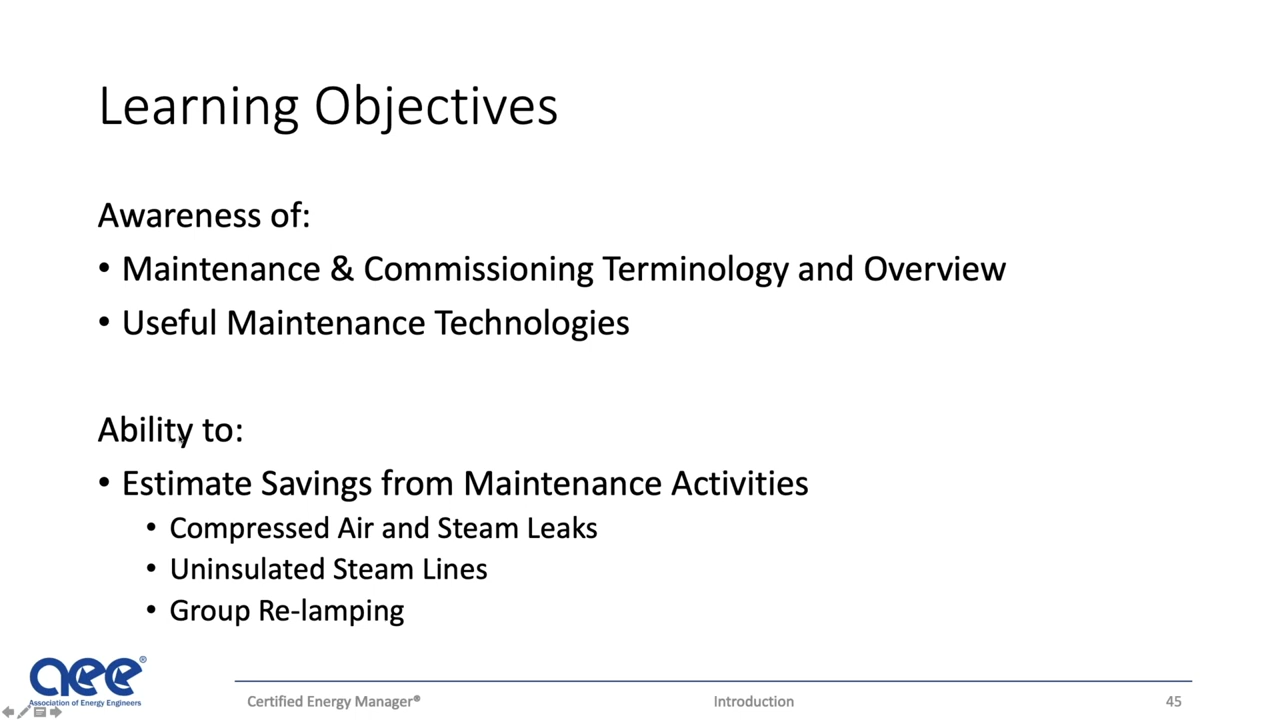 Learning Objectives
Awareness of:
• Maintenance & Commissioning Terminology and Overview
• Useful Maintenance Technologies
Ability to:
• Estimate Savings from Maintenance Activities
• Compressed Air and Steam Leaks
• Uninsulated Steam Lines
• Group Re-lamping
aee®
Association of Energy Engineers
Certified Energy Manager®
Introduction
45